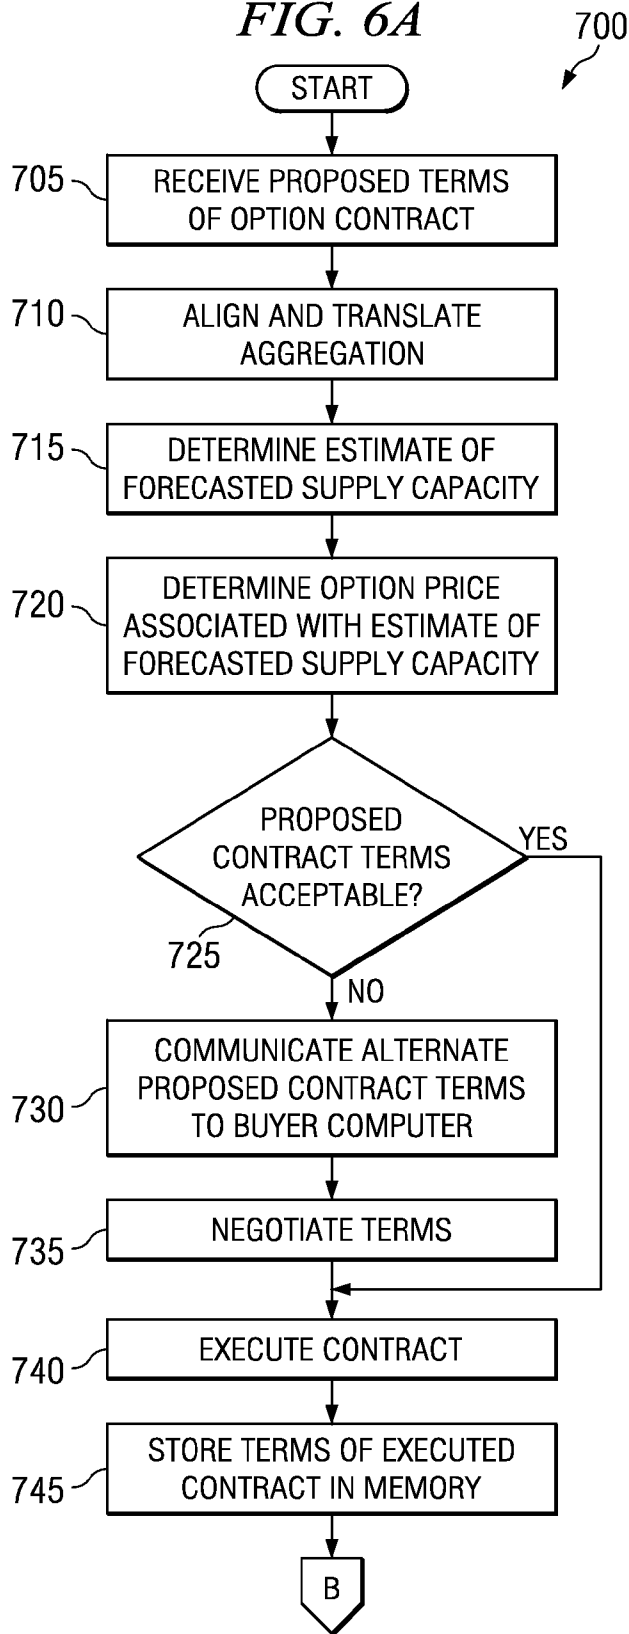 FIG. 6A
700
START
705
RECEIVE PROPOSED TERMS
OF OPTION CONTRACT
710
ALIGN AND TRANSLATE
AGGREGATION
715
DETERMINE ESTIMATE OF
FORECASTED SUPPLY CAPACITY
720
DETERMINE OPTION PRICE
ASSOCIATED WITH ESTIMATE OF
FORECASTED SUPPLY CAPACITY
PROPOSED
CONTRACT TERMS
ACCEPTABLE?
YES
725
NO
730
COMMUNICATE ALTERNATE
PROPOSED CONTRACT TERMS
TO BUYER COMPUTER
735
NEGOTIATE TERMS
740
EXECUTE CONTRACT
745
STORE TERMS OF EXECUTED
CONTRACT IN MEMORY
B